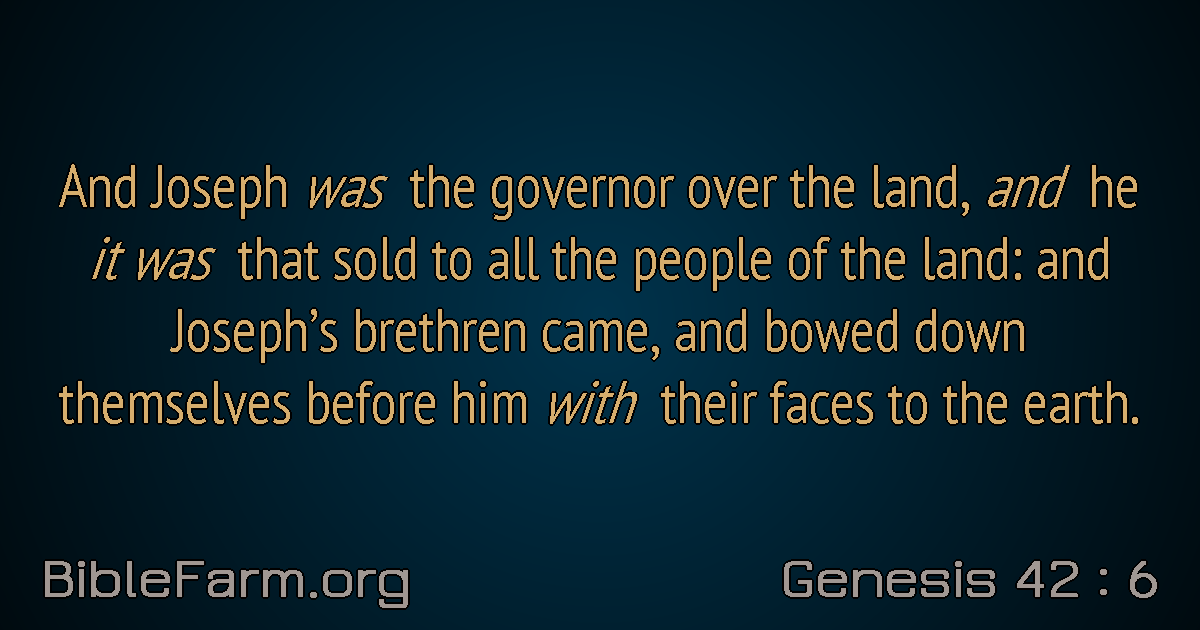 And Joseph was the governor over the land, and he
it was that sold to all the people of the land: and
Joseph’s brethren came, and bowed down
themselves before him with their faces to the earth.
BibleFarm.org
Genesis 42 : 6